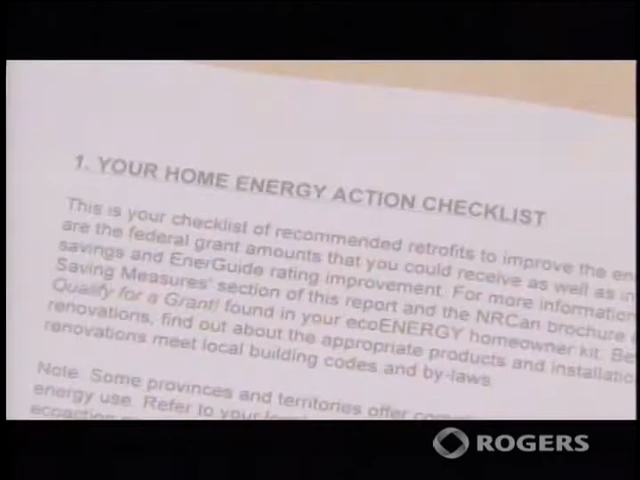 1. YOUR HOME ENERGY ACTION CHECKLIST
This is your checklist of recommended retrofits to improve the
are the federal grant amounts that you could receive as well as
savings and EnerGuide rating improvement. For more information
Saving Measures' section of this report and the NRCan brochure
Qualify for a Grant! found in your ecoENERGY homeowner kit.
renovations, find out about the appropriate products and
renovations meet local building codes and by-laws.
Note: Some provinces and territories offer
energy use. Refer to your
ROGERS